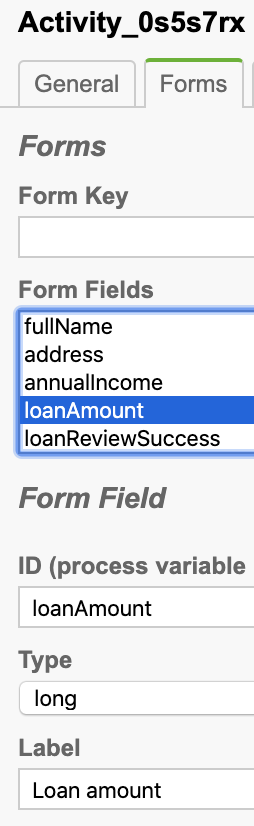 Activity_0s5s7rx
General
Forms
Forms
Form Key
Form Fields
fullName
address
annualIncome
loanAmount
loanReviewSuccess
Form Field
ID (process variable
loanAmount
Type
long
Label
Loan amount